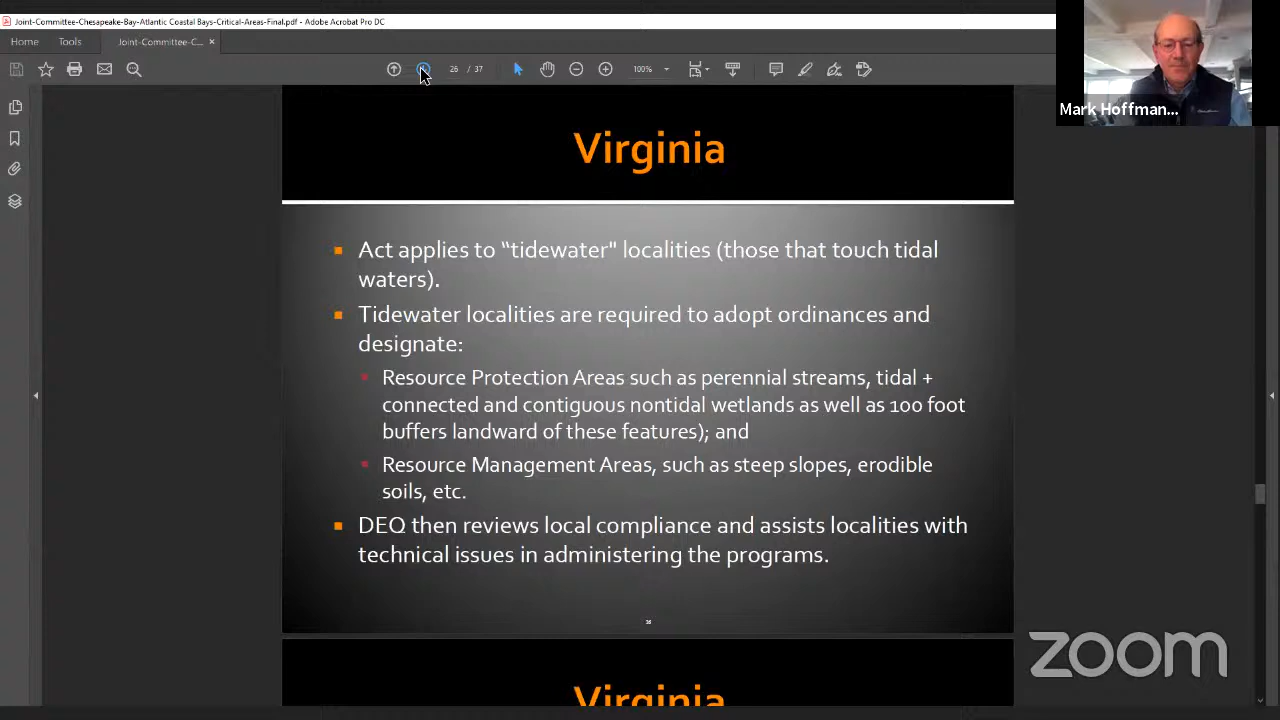 Joint-Committee-Chesapeake-Bay-Atlantic Coastal Bays-Critical-Areas-Final.pdf - Adobe Acrobat Pro DC
Home Tools Joint-Committee-C... ×
26 / 37 100%
Mark Hoffman...
Virginia
Act applies to “tidewater" localities (those that touch tidal
waters).
Tidewater localities are required to adopt ordinances and
designate:
Resource Protection Areas such as perennial streams, tidal +
connected and contiguous nontidal wetlands as well as 100 foot
buffers landward of these features); and
Resource Management Areas, such as steep slopes, erodible
soils, etc.
DEQ then reviews local compliance and assists localities with
technical issues in administering the programs.
26
zoom
Virginia